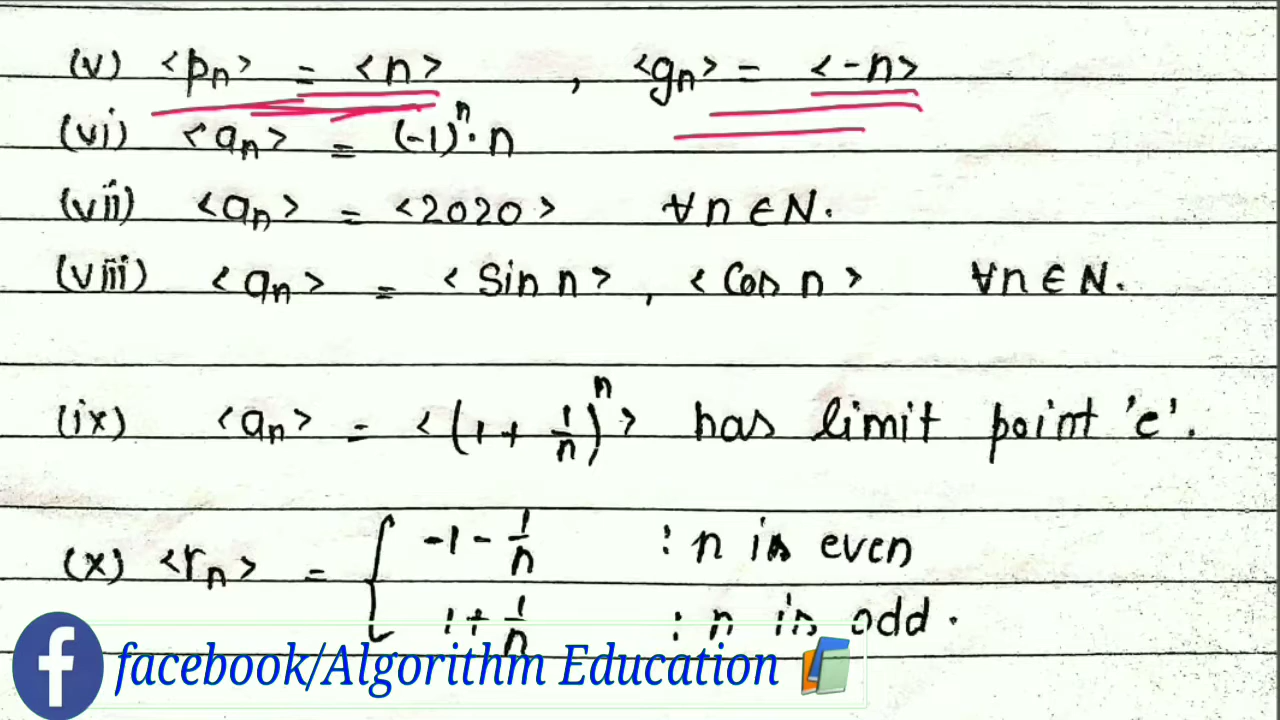 (v) <pn> = <n> , <gn> = <-n>
(vi) <an> = (-1)^n · n
(vii) <an> = <2020> ∀n∈N.
(viii) <an> = <Sin n>, <Cos n> ∀n∈N.
(ix) <an> = <(1 + 1/n)^n> has limit point 'e'.
(x) <rn> = { -1 - 1/n : n is even
1 + 1/n : n is odd.
facebook/Algorithm Education